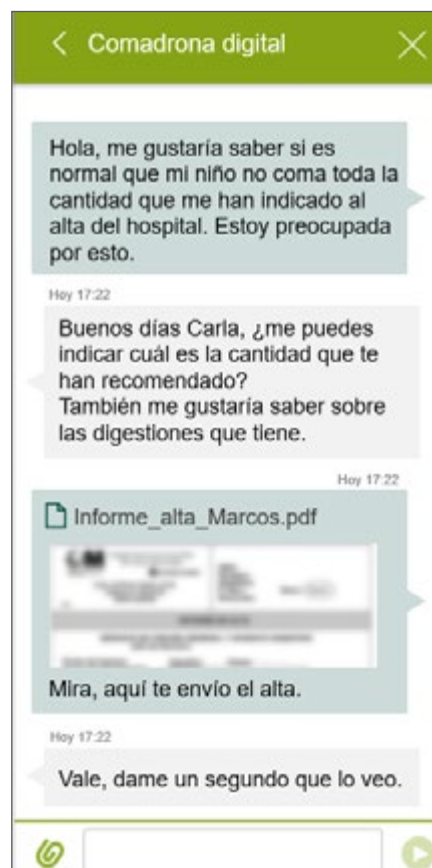 Comadrona digital
Hola, me gustaría saber si es
normal que mi niño no coma toda la
cantidad que me han indicado al
alta del hospital. Estoy preocupada
por esto.
Hoy 17:22
Buenos días Carla, ¿me puedes
indicar cuál es la cantidad que te
han recomendado?
También me gustaría saber sobre
las digestiones que tiene.
Hoy 17:22
Informe_alta_Marcos.pdf
Mira, aquí te envío el alta.
Hoy 17:22
Vale, dame un segundo que lo veo.